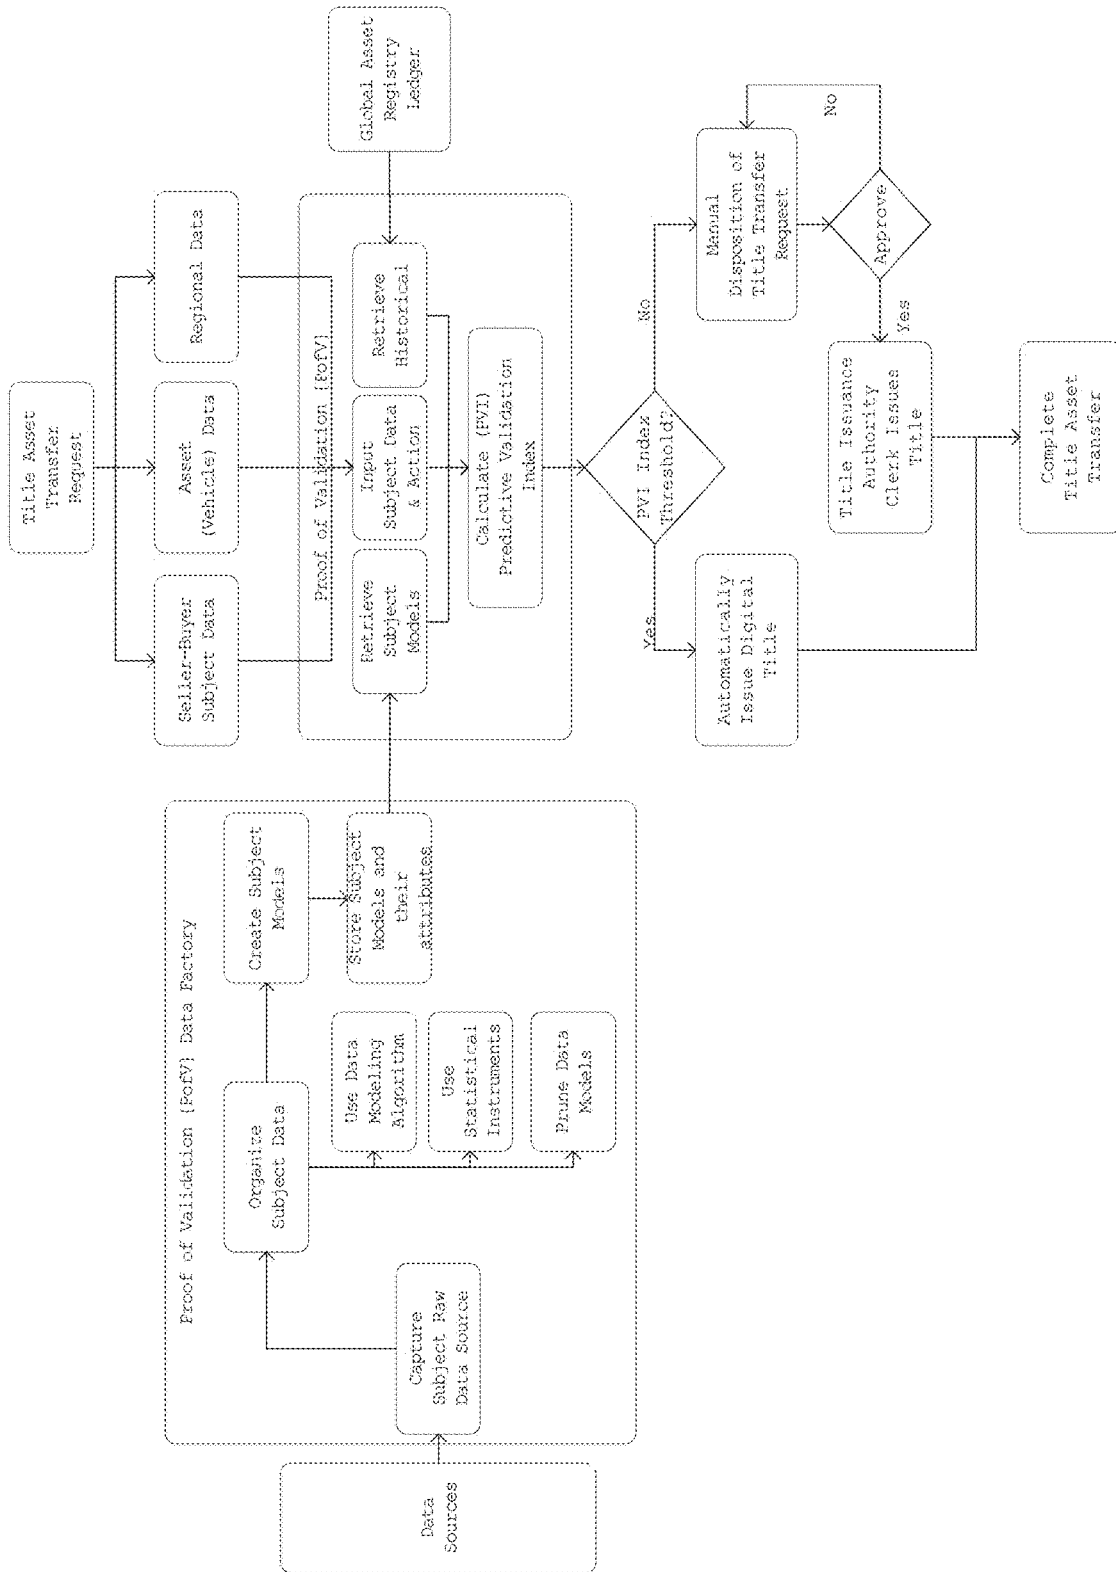 Title Asset
Transfer
Request
Seller-Buyer
Subject Data
Asset
(Vehicle) Data
Regional Data
Proof of Validation [PofV]
Retrieve
Subject
Models
Input
Subject Data
& Action
Retrieve
Historical
Global Asset
Registry
Ledger
Calculate (PVI)
Predictive Validation
Index
PVI Index
Threshold?
Yes
No
Automatically
Issue Digital
Title
Manual
Disposition of
Title Transfer
Request
Approve
No
Yes
Title Issuance
Authority
Clerk Issues
Title
Complete
Title Asset
Transfer
Proof of Validation [PofV] Data Factory
Data
Sources
Capture
Subject Raw
Data Source
Organize
Subject Data
Use Data
Modeling
Algorithm
Use
Statistical
Instruments
Prune Data
Models
Create Subject
Models
Store Subject
Models and
their
attributes